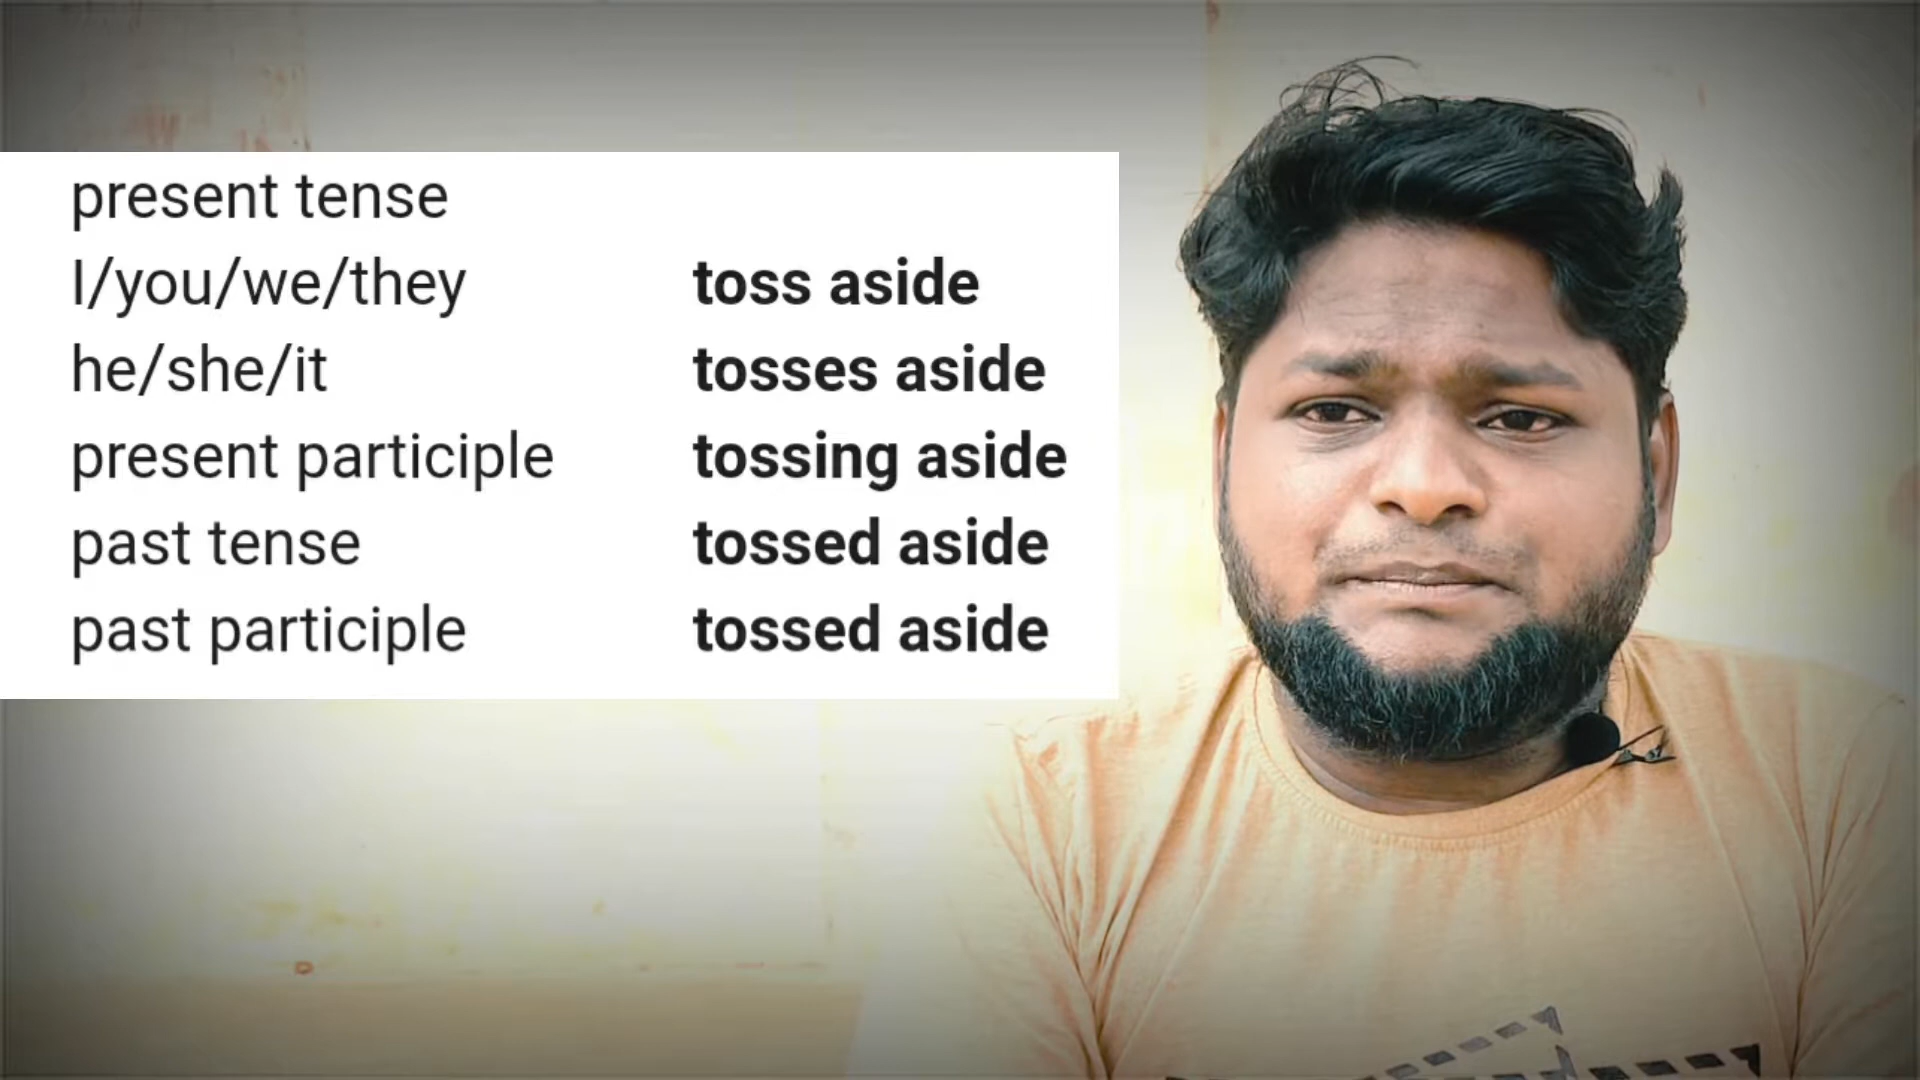 present tense
I/you/we/they toss aside
he/she/it tosses aside
present participle tossing aside
past tense tossed aside
past participle tossed aside